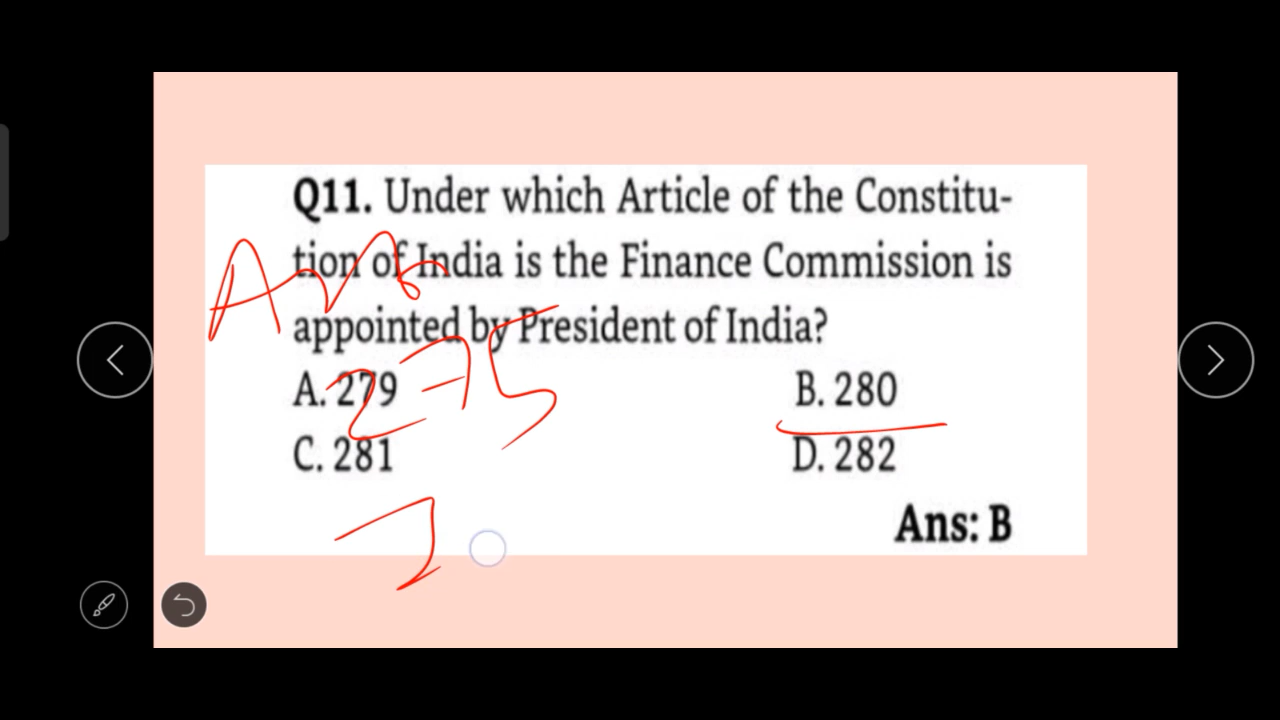 Q11. Under which Article of the Constitu-
tion of India is the Finance Commission is
appointed by President of India?
A. 279 B. 280
C. 281 D. 282
Ans: B
275